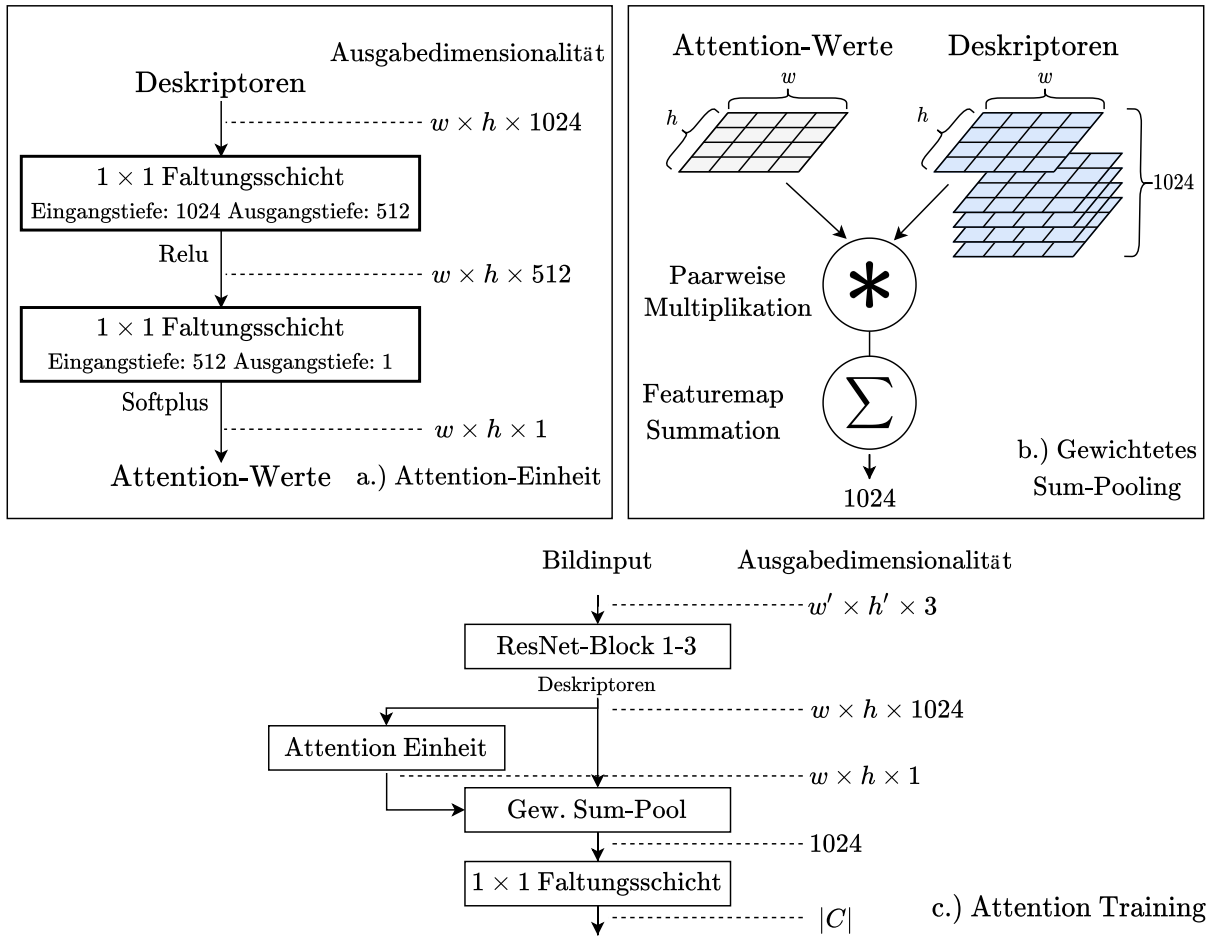 Ausgabedimensionalität
Deskriptoren
w × h × 1024
1 × 1 Faltungsschicht
Eingangstiefe: 1024 Ausgangstiefe: 512
Relu
w × h × 512
1 × 1 Faltungsschicht
Eingangstiefe: 512 Ausgangstiefe: 1
Softplus
w × h × 1
Attention-Werte
a.) Attention-Einheit
Attention-Werte
Deskriptoren
w
w
h
h
1024
Paarweise
Multiplikation
*
Featuremap
Summation
∑
1024
b.) Gewichtetes
Sum-Pooling
Bildinput
Ausgabedimensionalität
w′ × h′ × 3
ResNet-Block 1-3
Deskriptoren
w × h × 1024
Attention Einheit
w × h × 1
Gew. Sum-Pool
1024
1 × 1 Faltungsschicht
|C|
c.) Attention Training